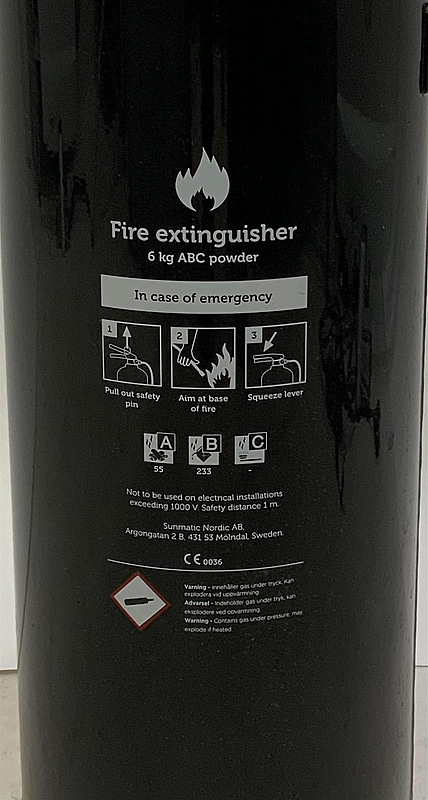 Fire extinguisher
6 kg ABC powder
In case of emergency
1
2
3
Pull out safety
pin
Aim at base
of fire
Squeeze lever
A
B
C
55
233
-
Not to be used on electrical installations
exceeding 1000 V. Safety distance 1 m.
Sunmatic Nordic AB,
Argongatan 2 B, 431 53 Mölndal, Sweden.
CE 0036
Varning - Innehåller gas under tryck. Kan
explodera vid uppvärmning
Advarsel - Indeholder gas under tryk, kan
eksplodere ved opvarmning.
Warning - Contains gas under pressure, may
explode if heated